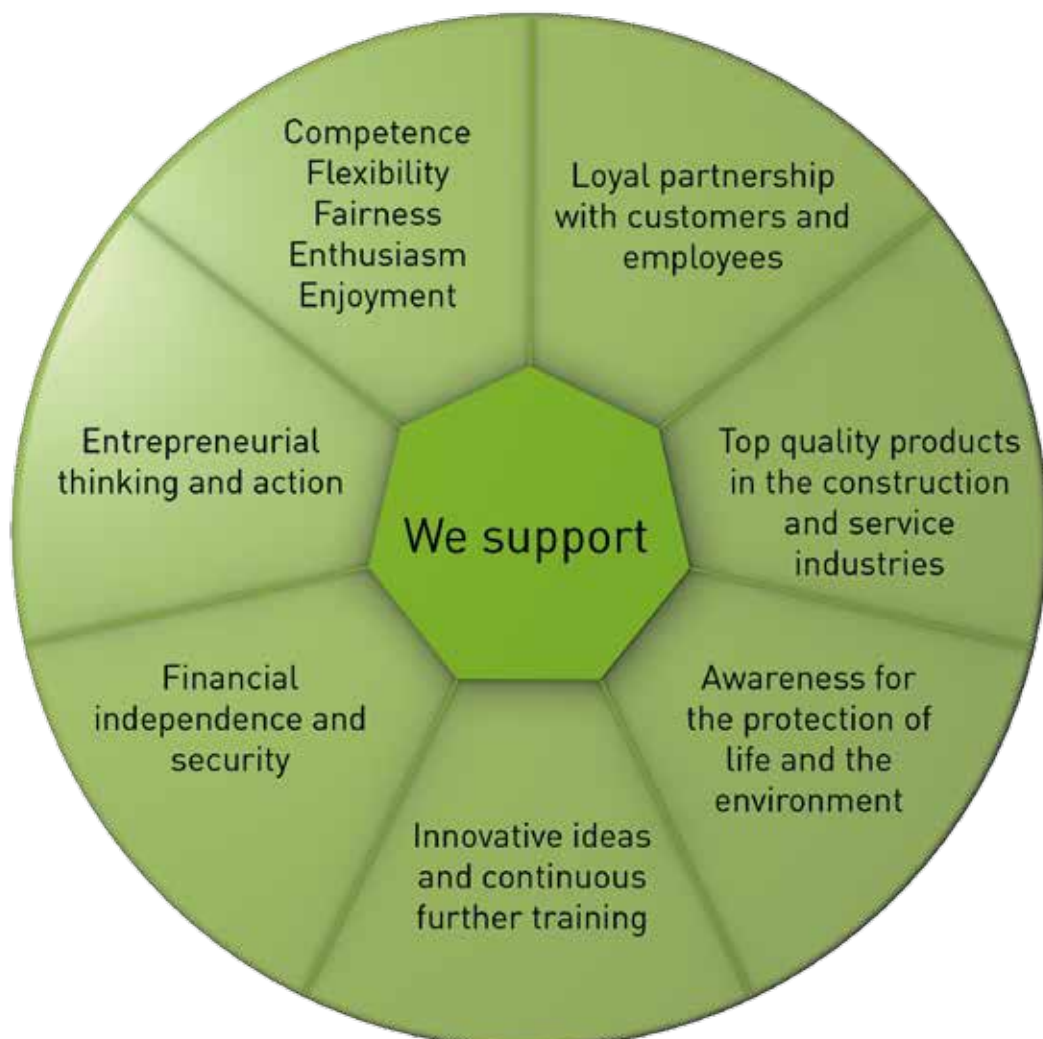 Competence
Flexibility
Fairness
Enthusiasm
Enjoyment
Loyal partnership
with customers and
employees
Top quality products
in the construction
and service
industries
Awareness for
the protection of
life and the
environment
Innovative ideas
and continuous
further training
Financial
independence and
security
Entrepreneurial
thinking and action
We support